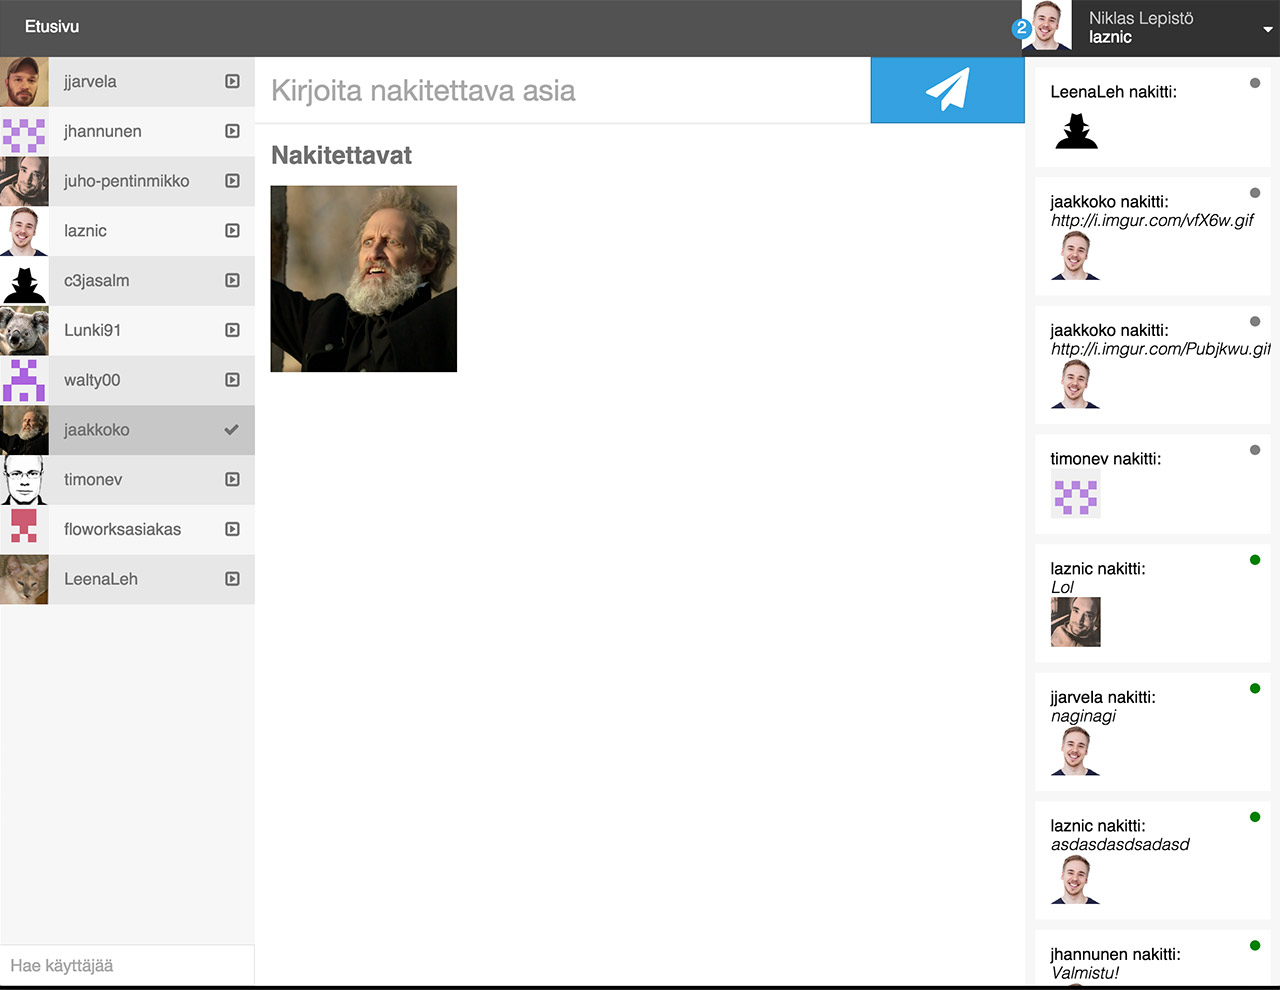 Etusivu
2
Niklas Lepistö
laznic
jjarvela
jhannunen
juho-pentinmikko
laznic
c3jasalm
Lunki91
walty00
jaakkoko
timonev
floworksasiakas
LeenaLeh
Hae käyttäjää
Kirjoita nakitettava asia
Nakitettavat
LeenaLeh nakitti:
jaakkoko nakitti:
http://i.imgur.com/vfX6w.gif
jaakkoko nakitti:
http://i.imgur.com/Pubjkwu.gif
timonev nakitti:
laznic nakitti:
Lol
jjarvela nakitti:
naginagi
laznic nakitti:
asdasdasdsadasd
jhannunen nakitti:
Valmistu!